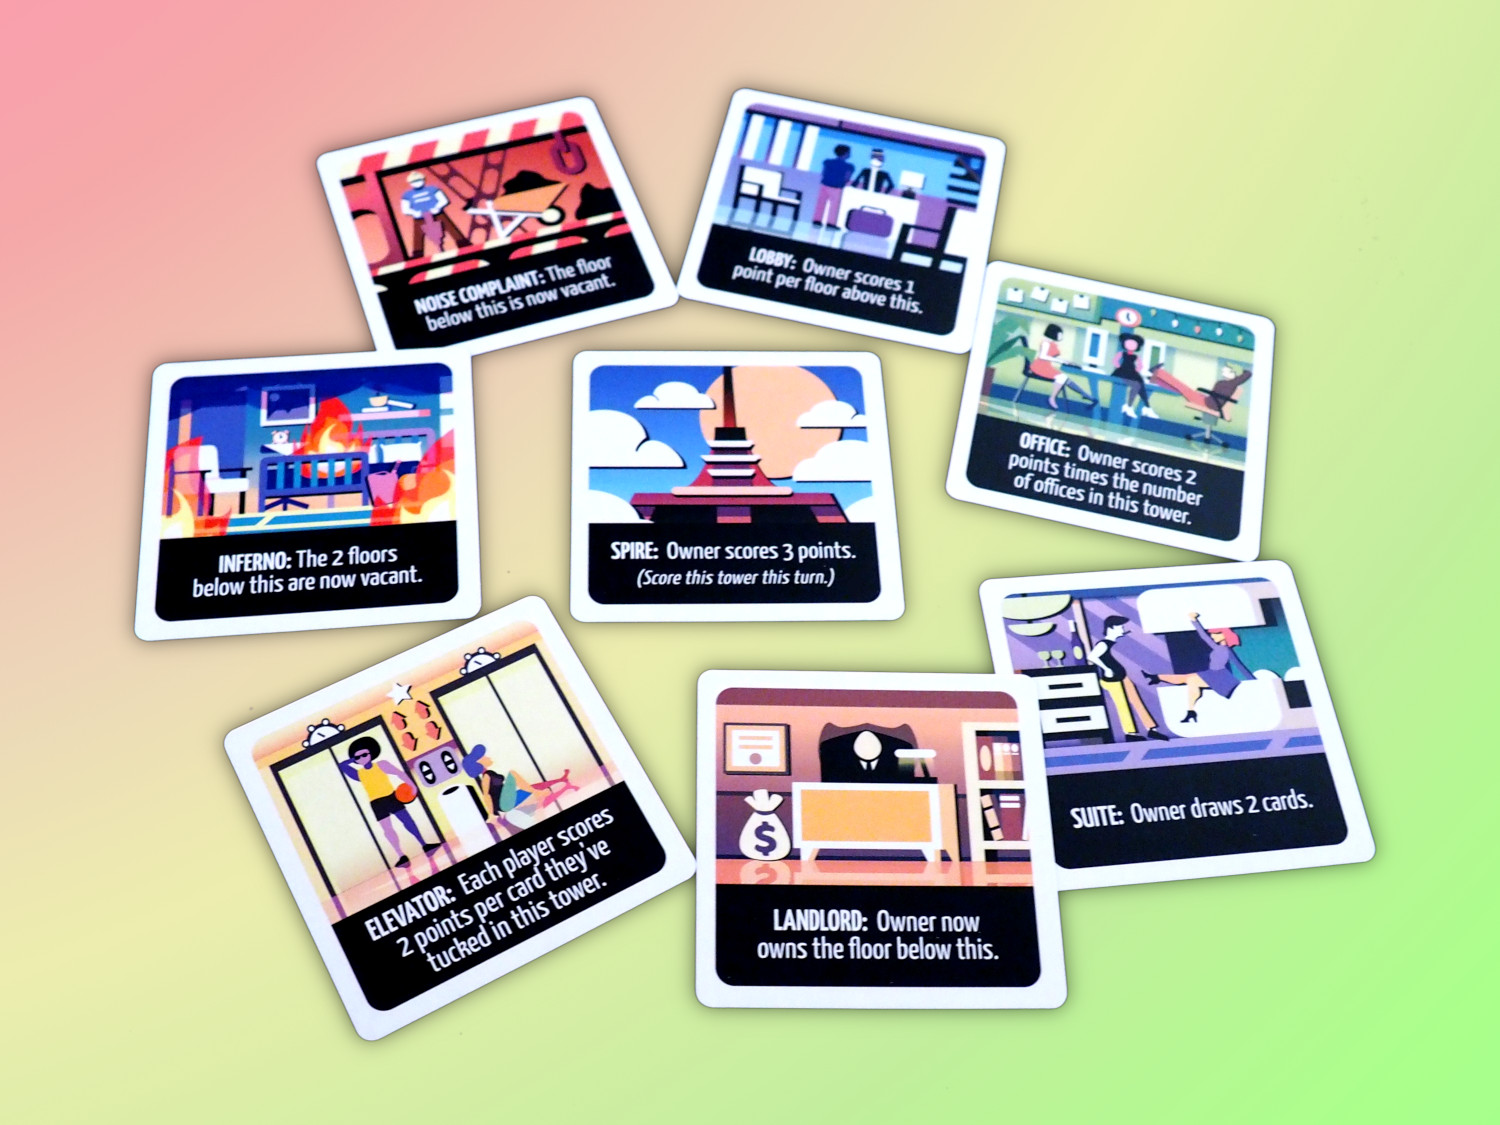 NOISE COMPLAINT: The floor
below this is now vacant.
LOBBY: Owner scores 1
point per floor above this.
OFFICE: Owner scores 2
points times the number
of offices in this tower.
INFERNO: The 2 floors
below this are now vacant.
SPIRE: Owner scores 3 points.
(Score this tower this turn.)
SUITE: Owner draws 2 cards.
ELEVATOR: Each player scores
2 points per card they've
tucked in this tower.
$
LANDLORD: Owner now
owns the floor below this.